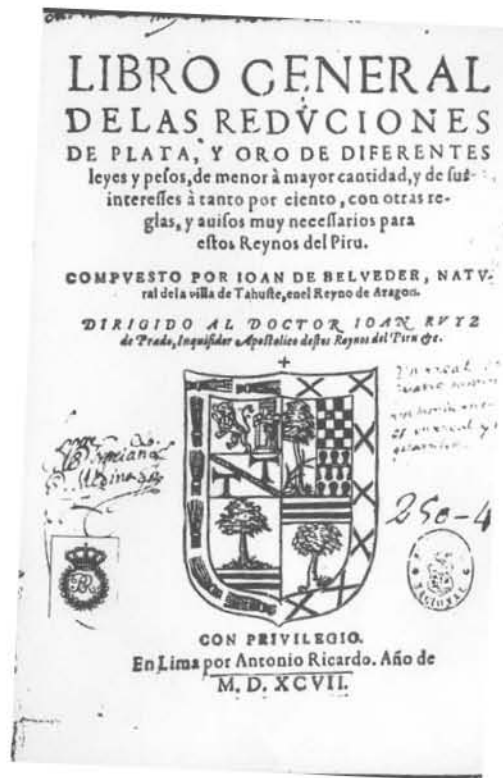 LIBRO GENERAL
DELAS REDVCIONES
DE PLATA, Y ORO DE DIFERENTES
leyes y pesos, de menor à mayor cantidad, y de sus
interesses à tanto por ciento, con otras re-
glas, y auisos muy necessarios para
estos Reynos del Piru.
COMPVESTO POR IOAN DE BELVEDER, NATV-
ral dela villa de Tahuste, enel Reyno de Aragon.
DIRIGIDO AL DOCTOR IOAN RVYZ
de Prado, Inquisidor Apostolico destos Reynos del Piru &c.
Medina
250-4
CON PRIVILEGIO.
En Lima por Antonio Ricardo. Año de
M. D. XCVII.